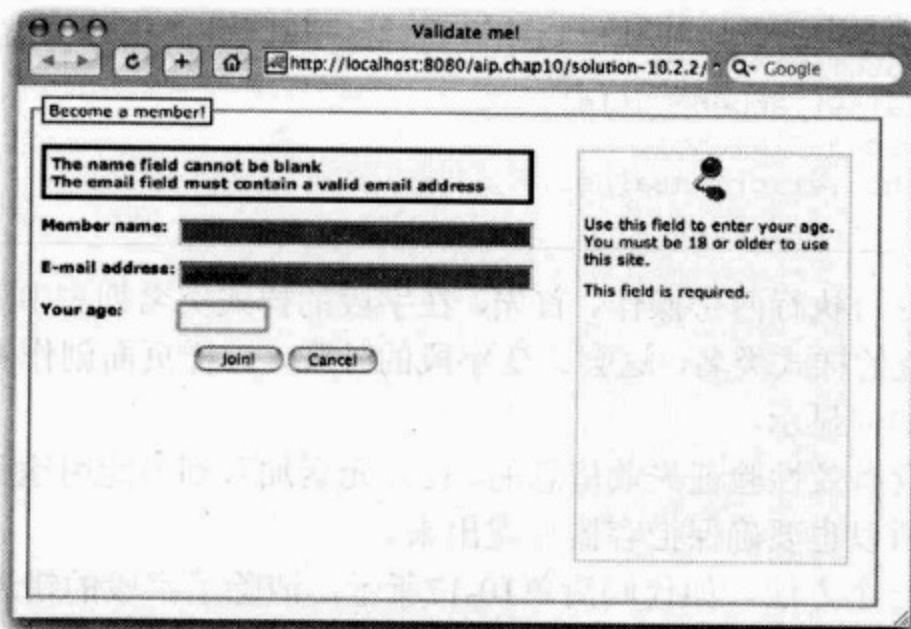 Validate me!
http://localhost:8080/aip.chap10/solution-10.2.2/
Google
Become a member!
The name field cannot be blank
The email field must contain a valid email address
Member name:
E-mail address:
Your age:
Join!
Cancel
Use this field to enter your age.
You must be 18 or older to use
this site.
This field is required.